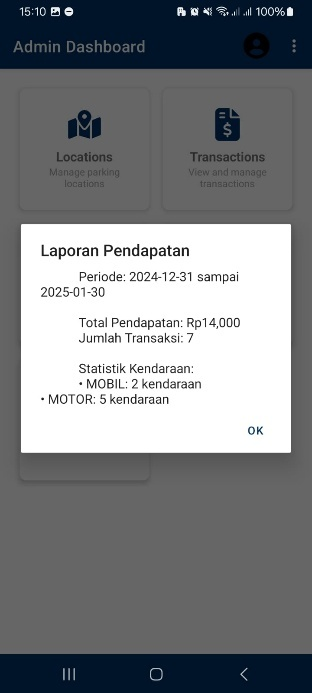 15:10
100%
Admin Dashboard
Locations
Manage parking
locations
Transactions
View and manage
transactions
Laporan Pendapatan
Periode: 2024-12-31 sampai
2025-01-30
Total Pendapatan: Rp14,000
Jumlah Transaksi: 7
Statistik Kendaraan:
• MOBIL: 2 kendaraan
• MOTOR: 5 kendaraan
OK